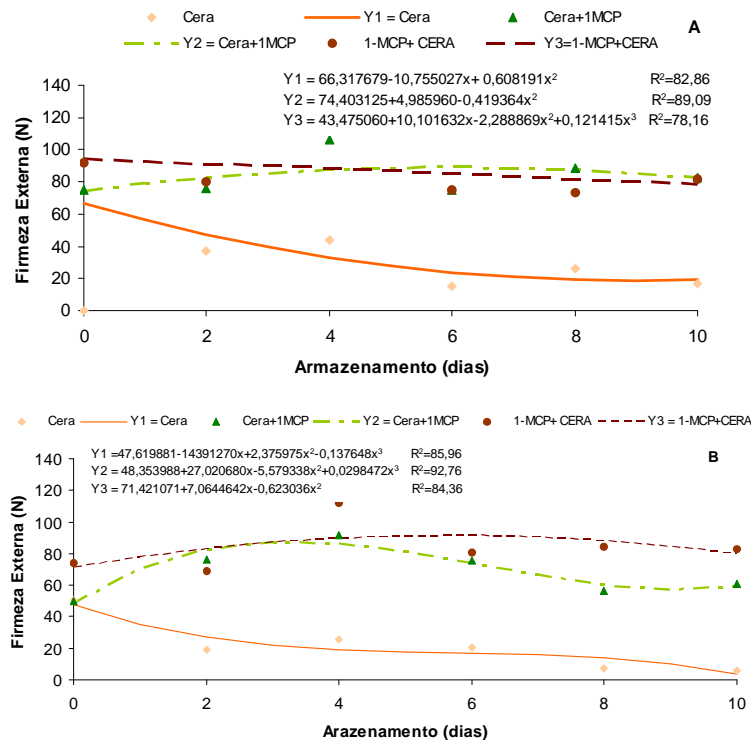 Cera Y1 = Cera Cera+1MCP
Y2 = Cera+1MCP 1-MCP+ CERA Y3=1-MCP+CERA
A
Y1 = 66,317679-10,755027x+ 0,608191x² R²=82,86
Y2 = 74,403125+4,985960-0,419364x² R²=89,09
Y3 = 43,475060+10,101632x-2,288869x²+0,121415x³ R²=78,16
Firmeza Externa (N)
140
120
100
80
60
40
20
0
0 2 4 6 8 10
Armazenamento (dias)
Cera Y1 = Cera Cera+1MCP Y2 = Cera+1MCP 1-MCP+ CERA Y3 = 1-MCP+CERA
B
Y1 =47,619881-14391270x+2,375975x²-0,137648x³ R²=85,96
Y2 = 48,353988+27,020680x-5,579338x²+0,0298472x³ R²=92,76
Y3 = 71,421071+7,0644642x-0,623036x² R²=84,36
Firmeza Externa (N)
140
120
100
80
60
40
20
0
0 2 4 6 8 10
Arazenamento (dias)